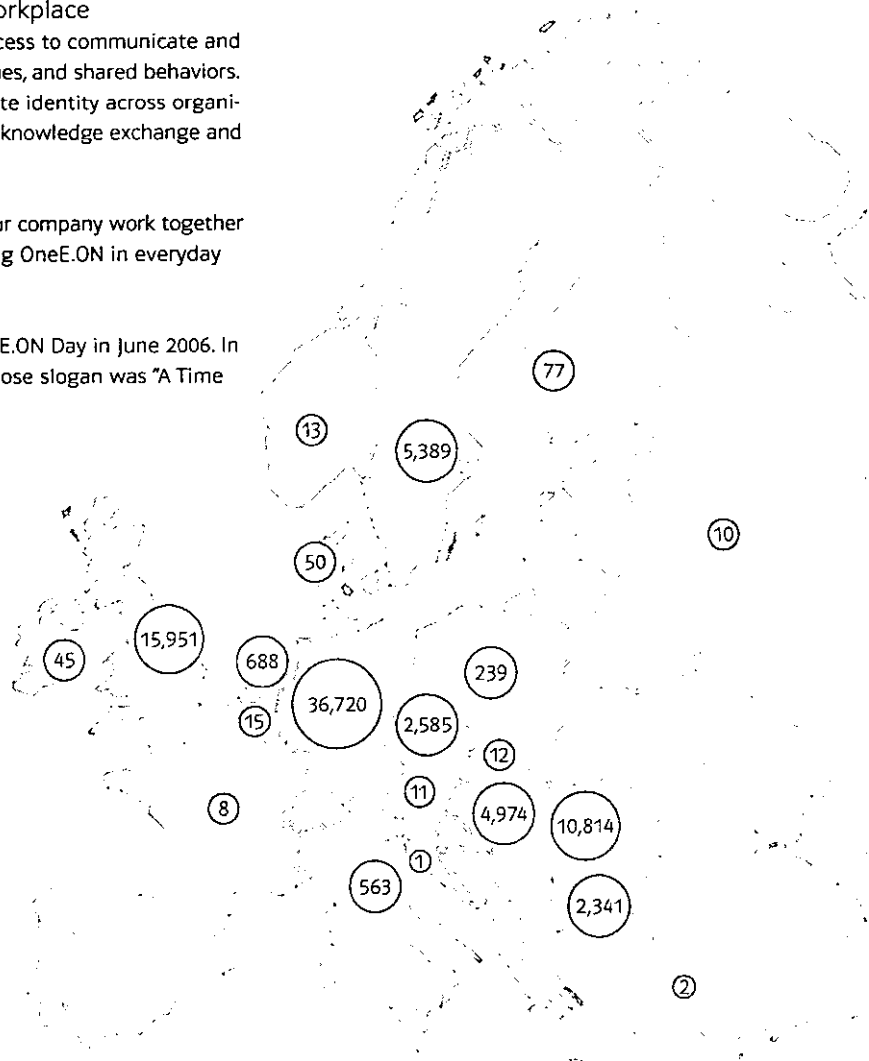 orkplace
cess to communicate and
es, and shared behaviors.
te identity across organi-
knowledge exchange and
ur company work together
g OneE.ON in everyday
E.ON Day in June 2006. In
ose slogan was "A Time
77
13
5,389
10
50
15,951
45
688
239
36,720
15
2,585
12
11
8
4,974
10,814
1
563
2,341
2